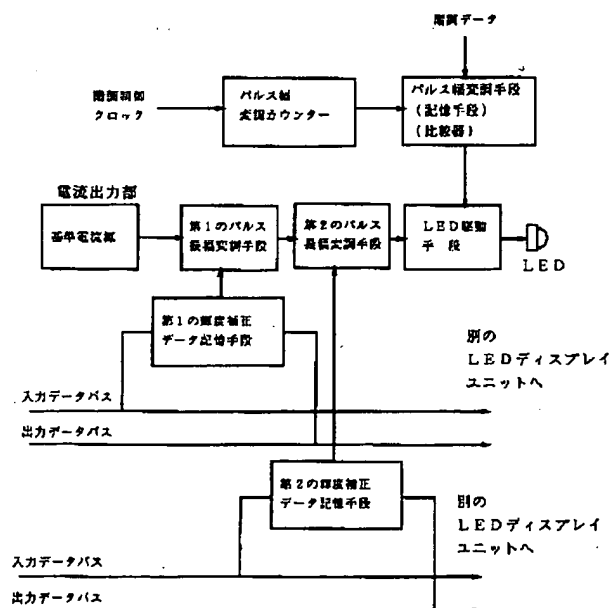 階調データ
階調制御
クロック
パルス幅
変調カウンター
パルス幅変調手段
(記憶手段)
(比較器)
電流出力部
基準電流源
第1のパルス
振幅変調手段
第2のパルス
振幅変調手段
LED駆動
手段
LED
第1の輝度補正
データ記憶手段
別の
LEDディスプレイ
ユニットへ
入力データバス
出力データバス
第2の輝度補正
データ記憶手段
別の
LEDディスプレイ
ユニットへ
入力データバス
出力データバス